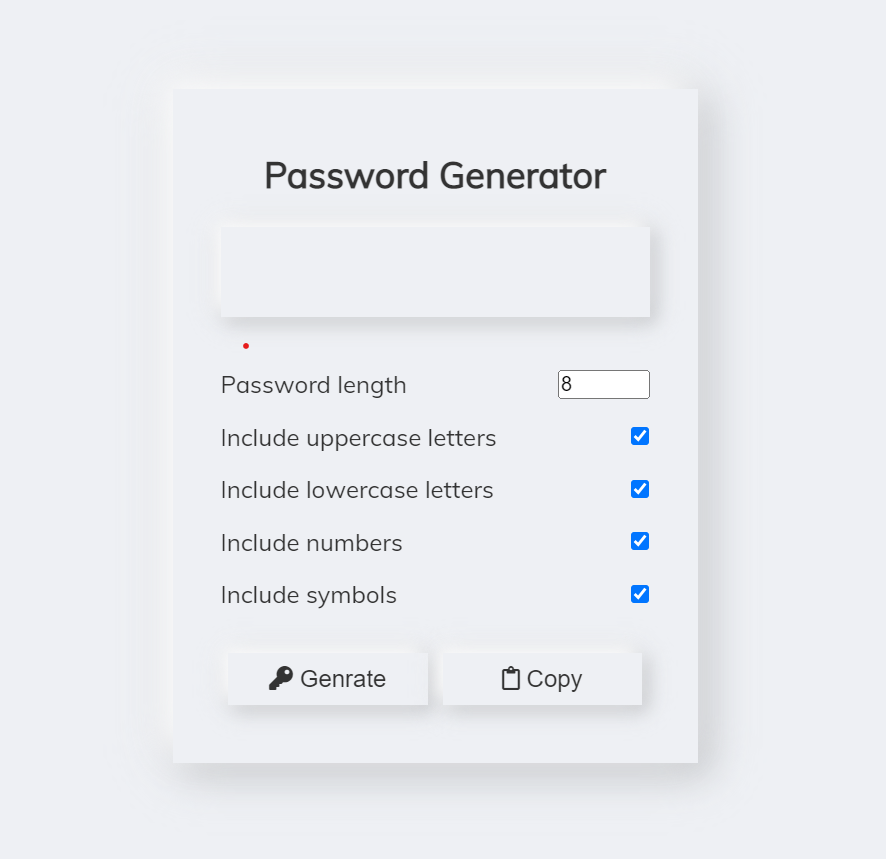 Password Generator
Password length 8
Include uppercase letters
Include lowercase letters
Include numbers
Include symbols
Genrate Copy